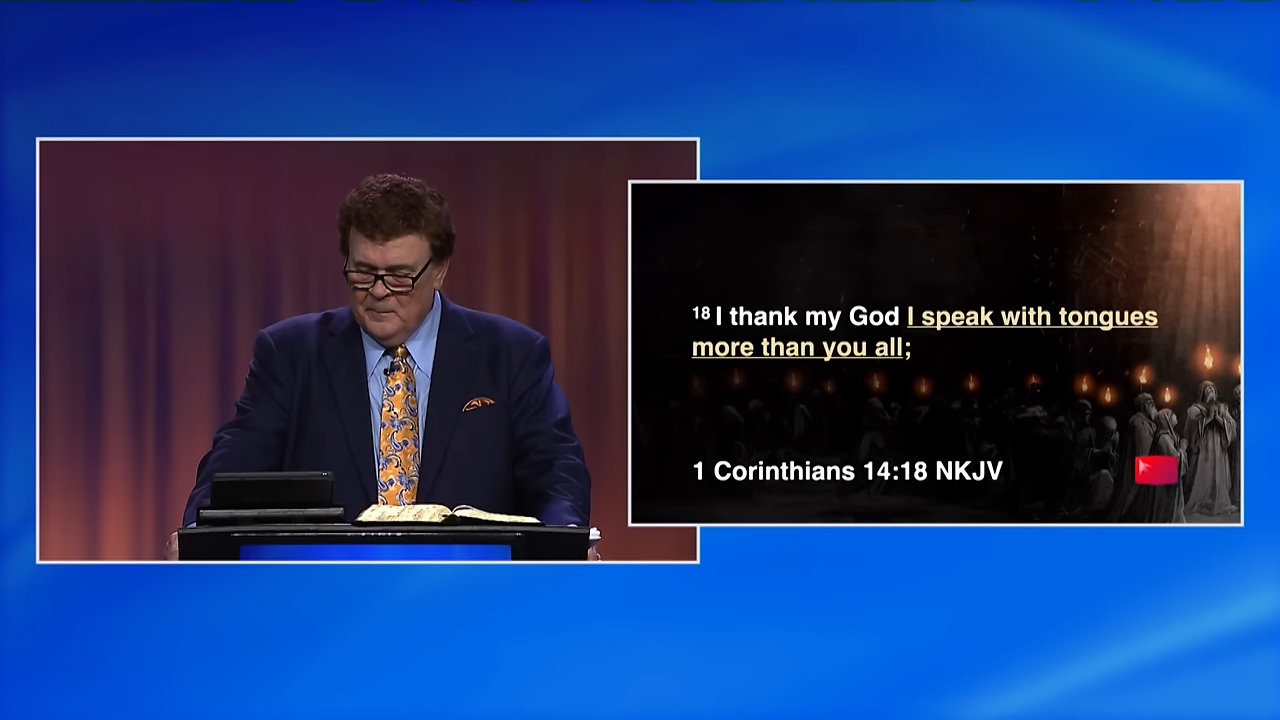 18 I thank my God I speak with tongues
more than you all;
1 Corinthians 14:18 NKJV